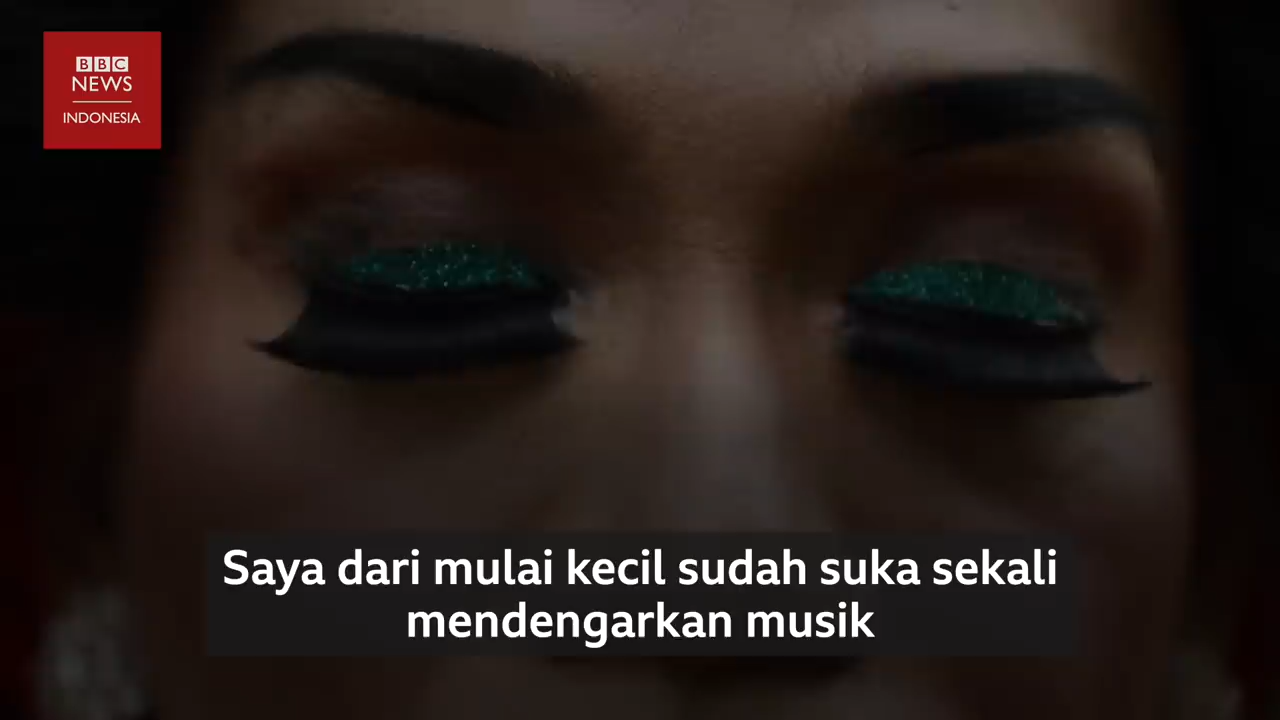 BBC
NEWS
INDONESIA
Saya dari mulai kecil sudah suka sekali
mendengarkan musik